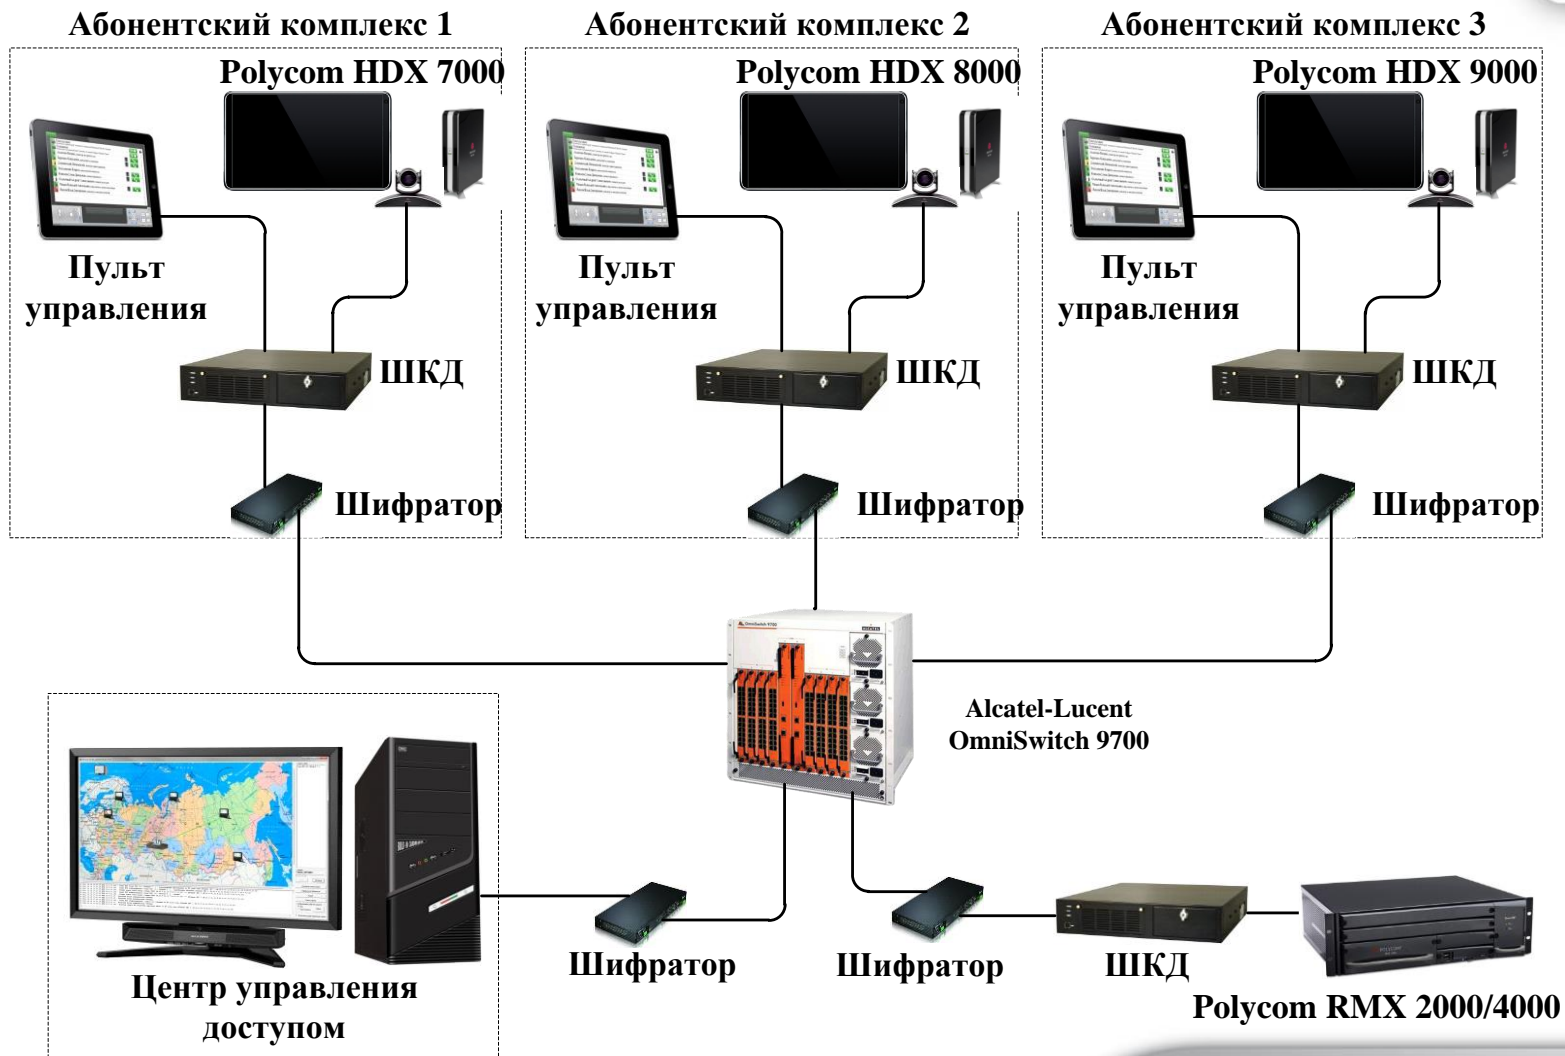 Абонентский комплекс 1
Абонентский комплекс 2
Абонентский комплекс 3
Polycom HDX 7000
Polycom HDX 8000
Polycom HDX 9000
Пульт
управления
Пульт
управления
Пульт
управления
ШКД
ШКД
ШКД
Шифратор
Шифратор
Шифратор
OmniSwitch 9700
Alcatel-Lucent
OmniSwitch 9700
Центр управления
доступом
Шифратор
Шифратор
ШКД
Polycom RMX 2000/4000